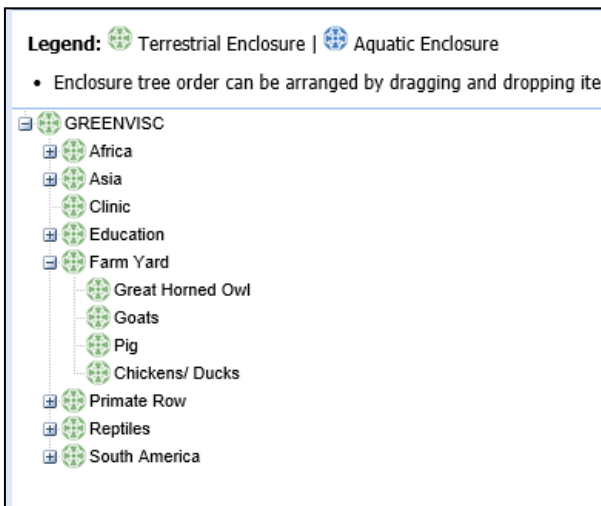 Legend: Terrestrial Enclosure | Aquatic Enclosure
• Enclosure tree order can be arranged by dragging and dropping ite
GREENVISC
Africa
Asia
Clinic
Education
Farm Yard
Great Horned Owl
Goats
Pig
Chickens/ Ducks
Primate Row
Reptiles
South America